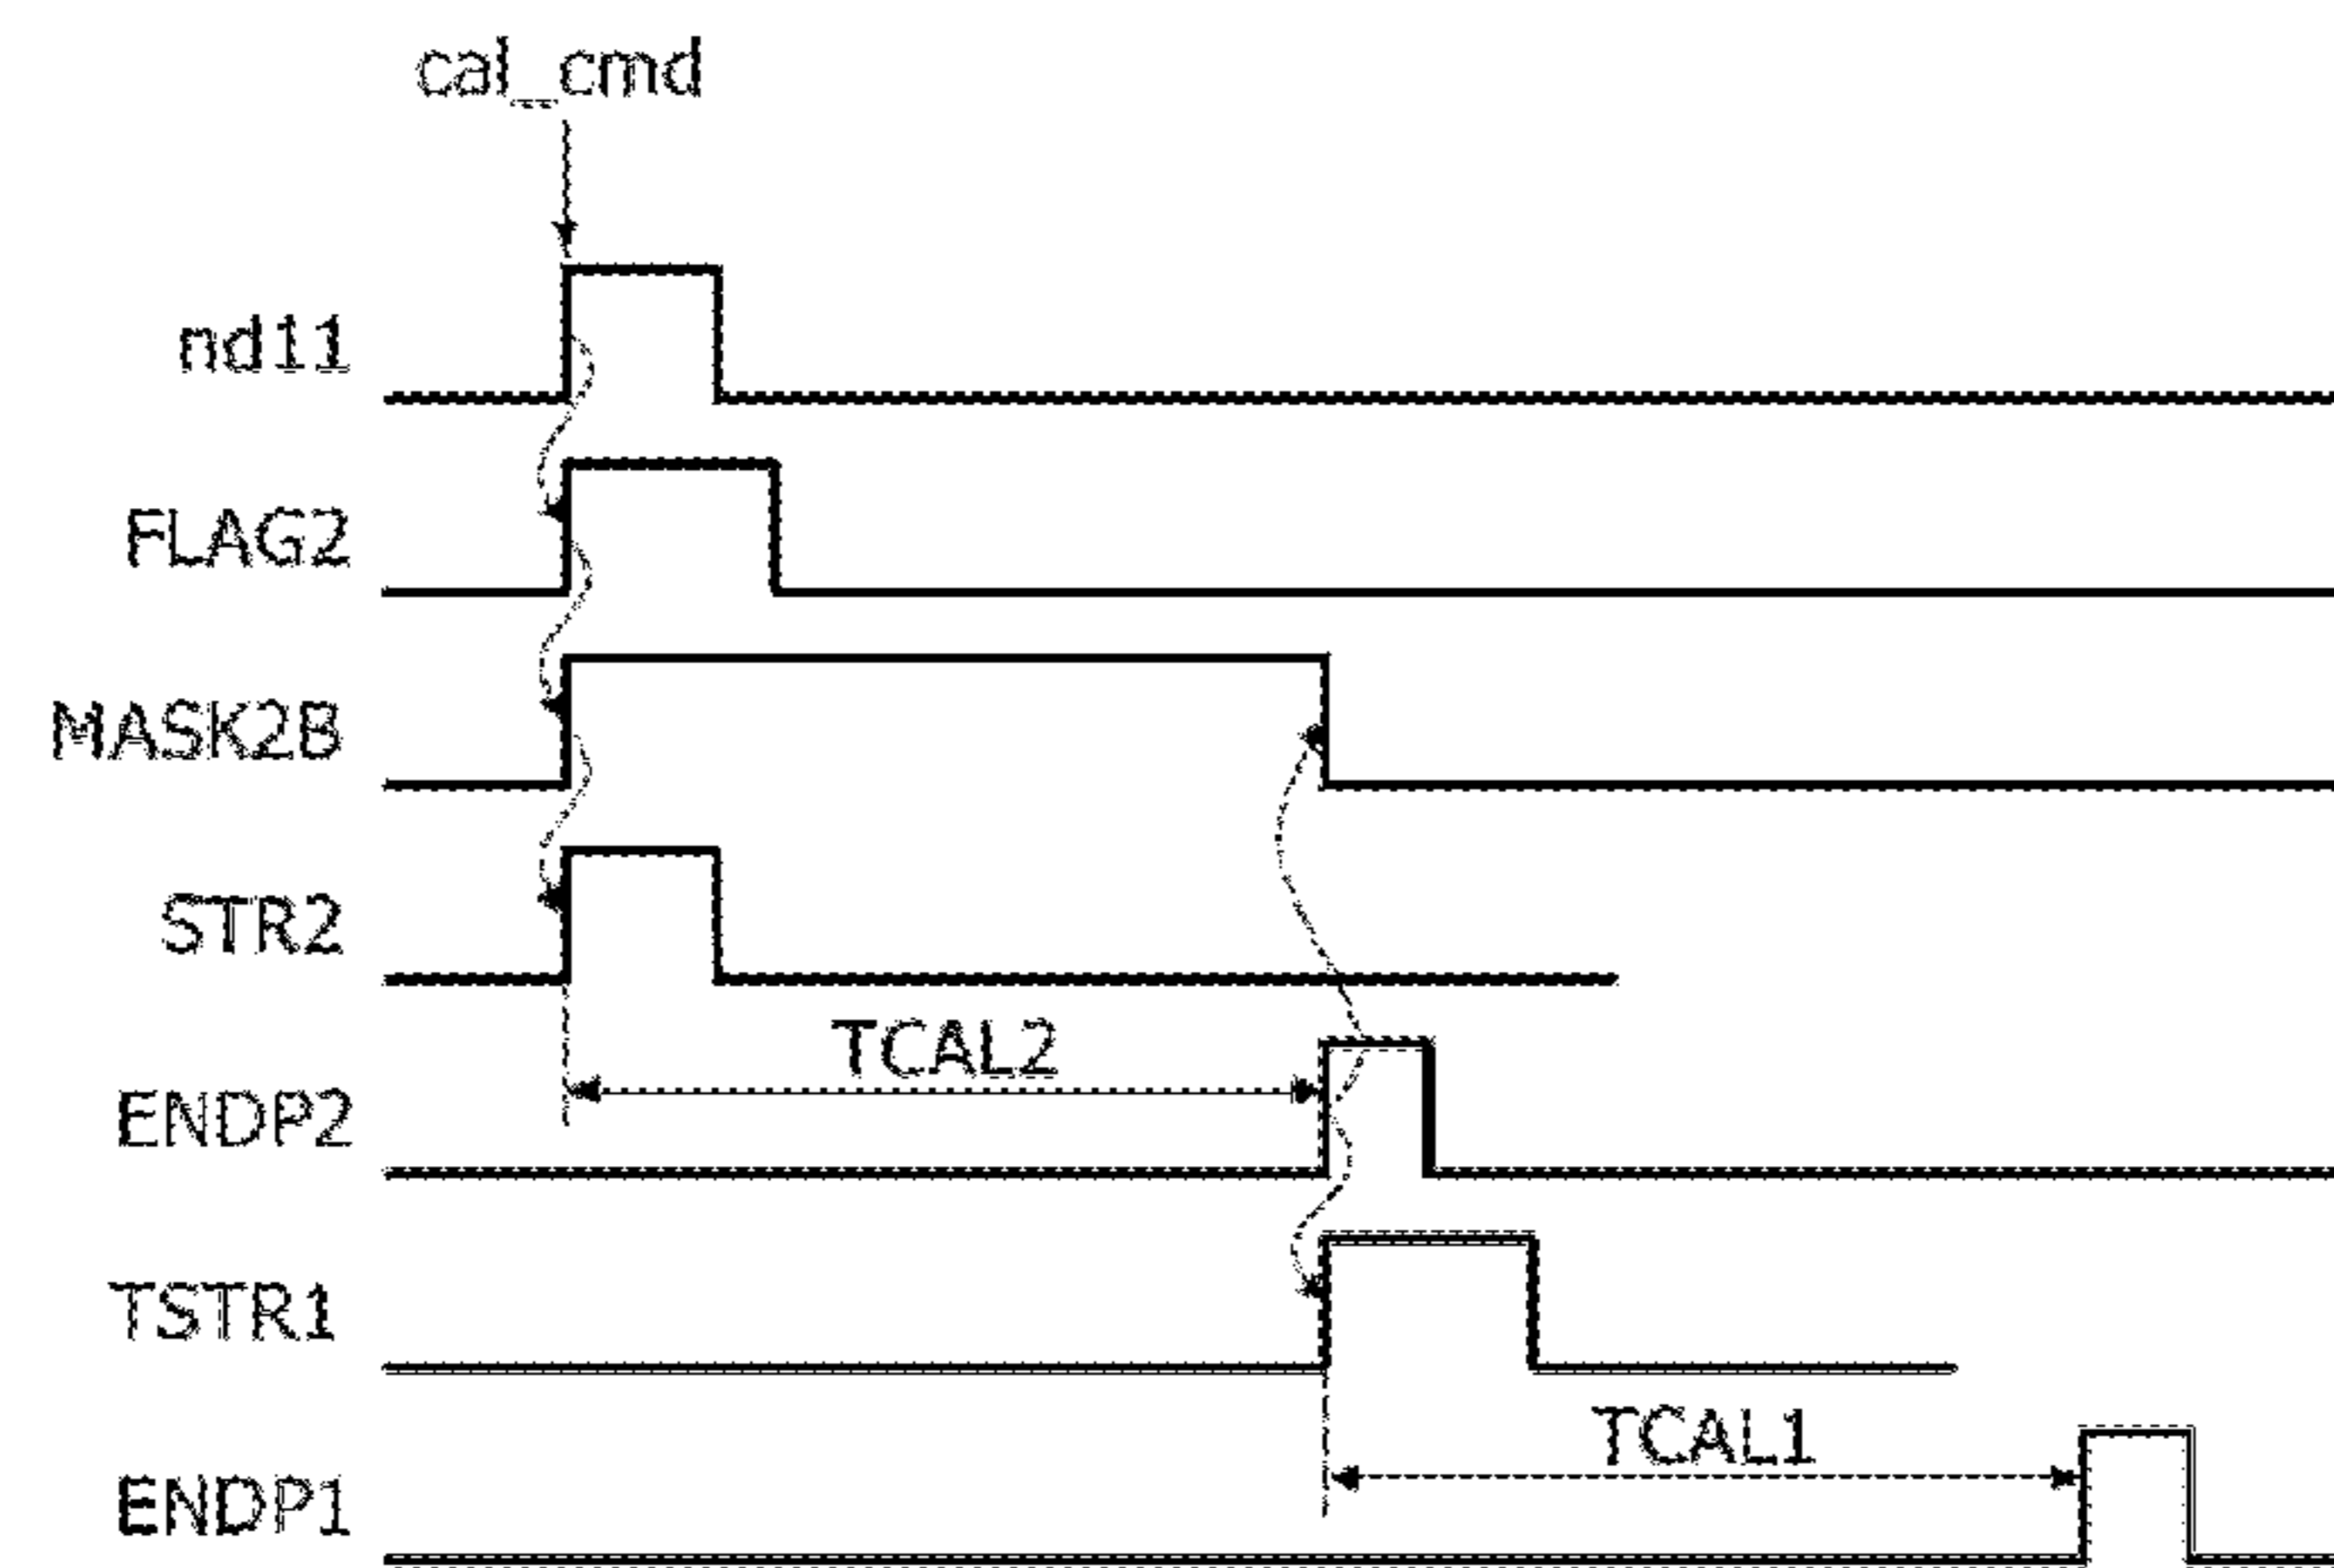 cal_cmd
nd11
FLAG2
MASK2B
STR2
TCAL2
ENDP2
TSTR1
TCAL1
ENDP1